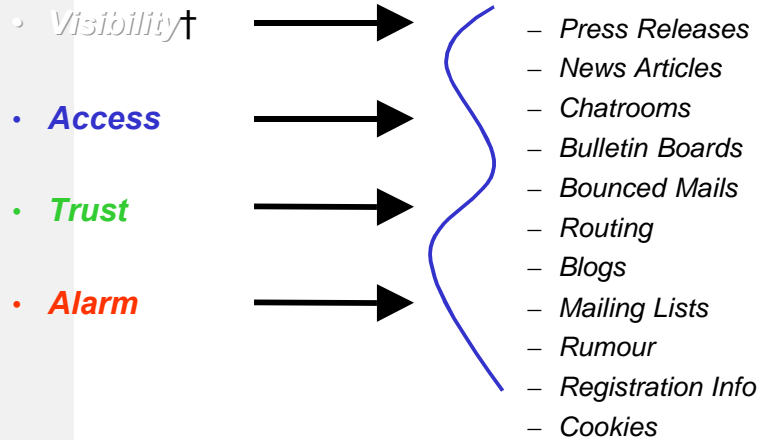 • Visibility†
• Access
• Trust
• Alarm
– Press Releases
– News Articles
– Chatrooms
– Bulletin Boards
– Bounced Mails
– Routing
– Blogs
– Mailing Lists
– Rumour
– Registration Info
– Cookies